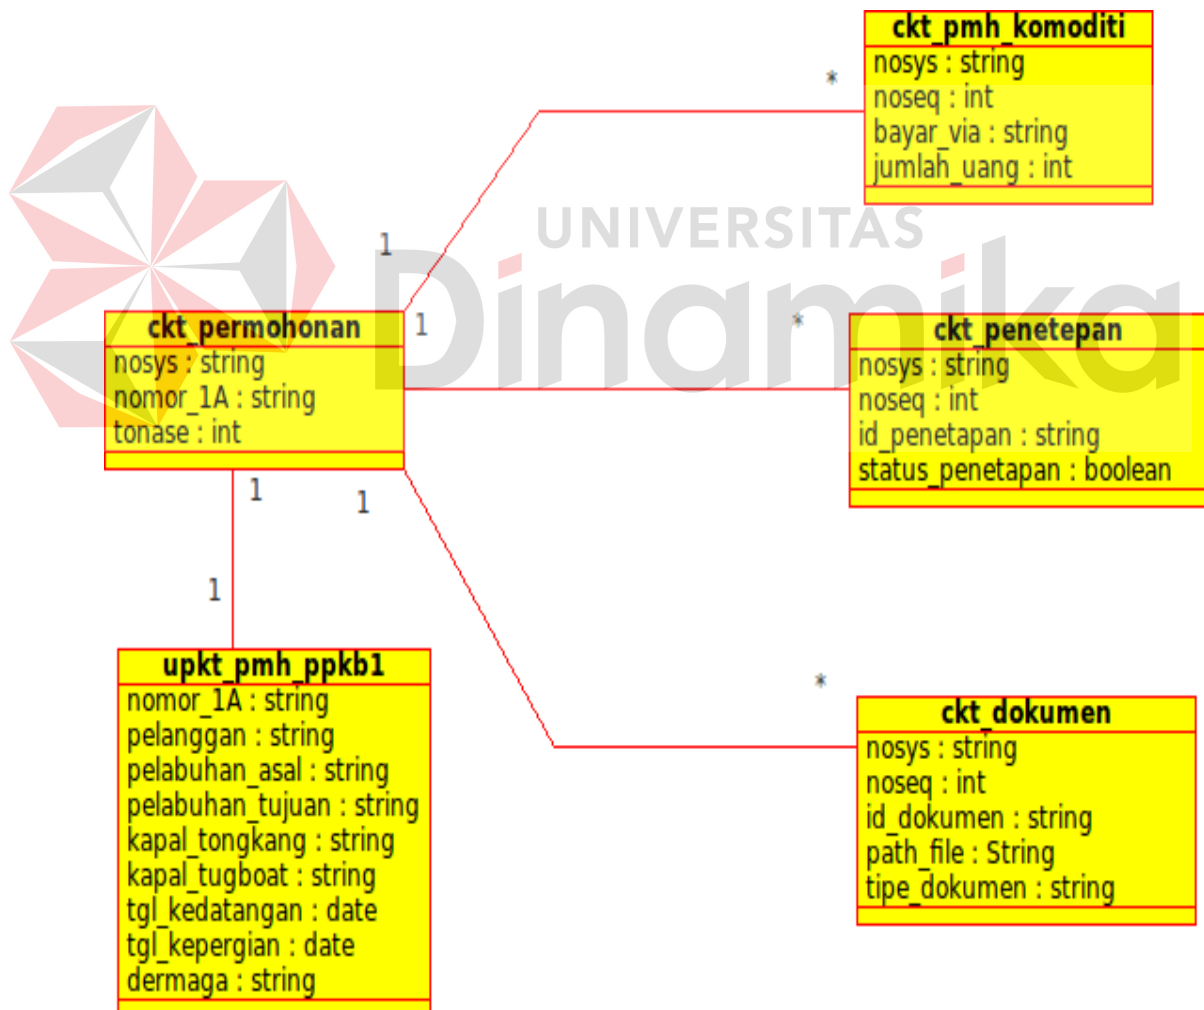 ckt_pmh_komoditi
nosys : string
noseq : int
bayar_via : string
jumlah_uang : int
*
1
UNIVERSITAS
Dinamika
ckt_permohonan
nosys : string
nomor_1A : string
tonase : int
1
*
ckt_penetepan
nosys : string
noseq : int
id_penetapan : string
status_penetapan : boolean
1
1
1
upkt_pmh_ppkb1
nomor_1A : string
pelanggan : string
pelabuhan_asal : string
pelabuhan_tujuan : string
kapal_tongkang : string
kapal_tugboat : string
tgl_kedatangan : date
tgl_kepergian : date
dermaga : string
*
ckt_dokumen
nosys : string
noseq : int
id_dokumen : string
path_file : String
tipe_dokumen : string